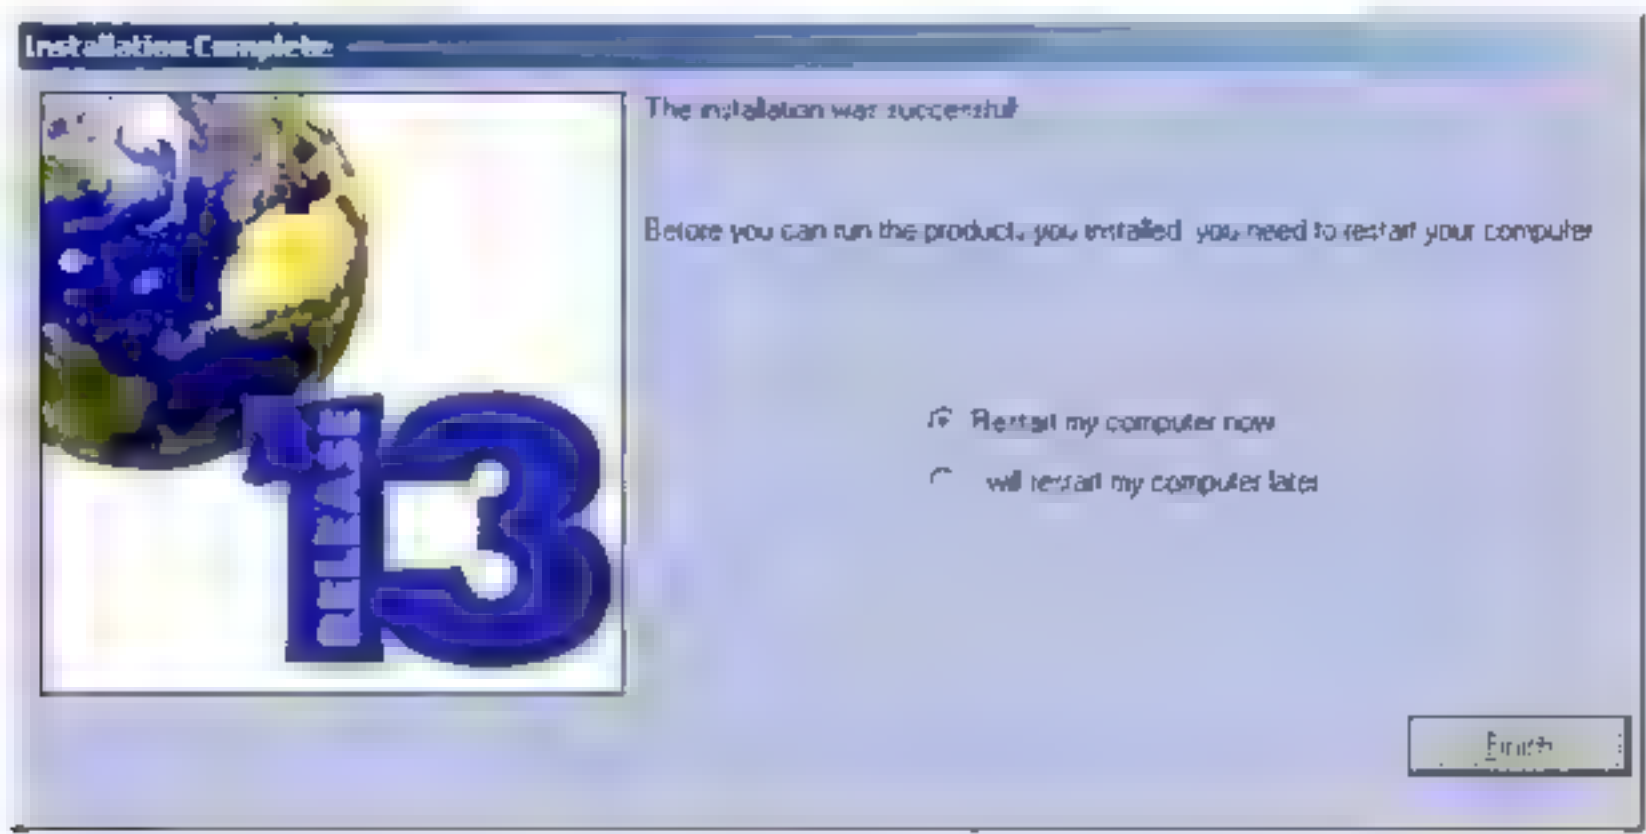 Installation Complete
The installation was successful!
Before you can run the product, you installed you need to restart your computer
RELEASE
13
Restart my computer now
will restart my computer later
Finish